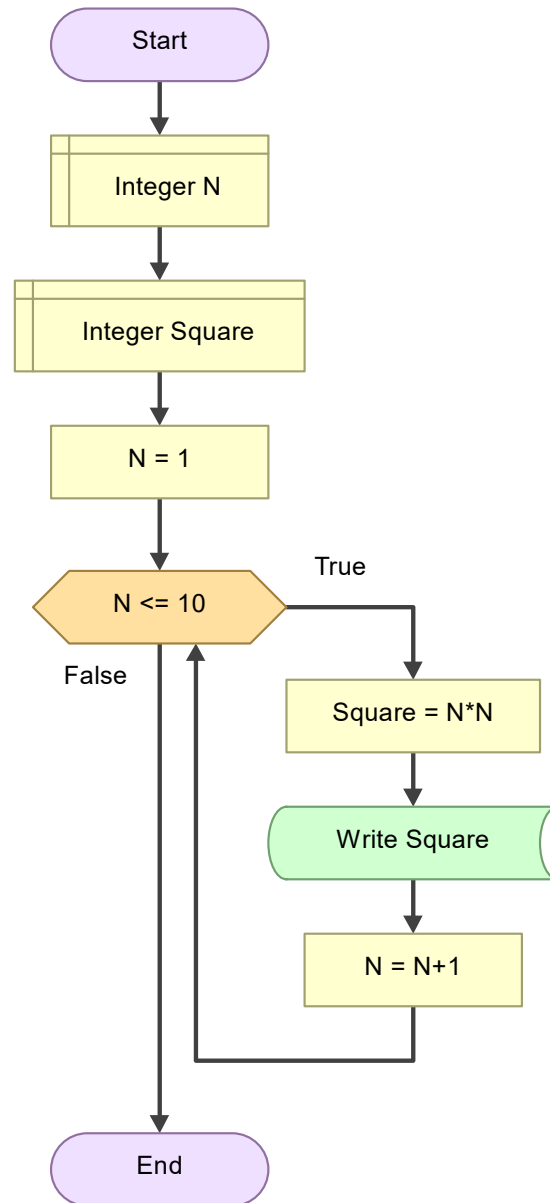 Start
Integer N
Integer Square
N = 1
N <= 10
True
False
Square = N*N
Write Square
N = N+1
End